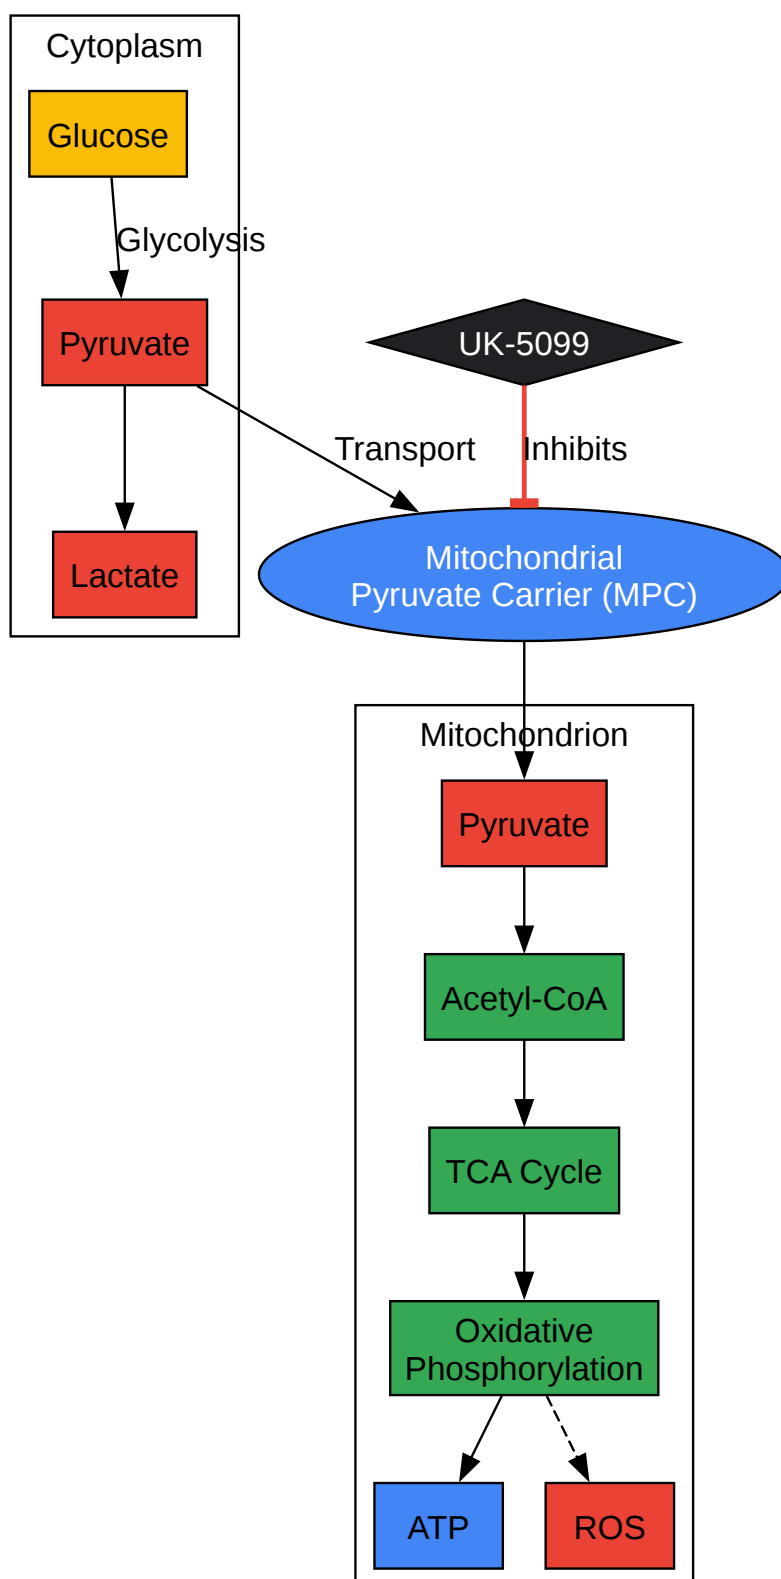 Cytoplasm
Glucose
Glycolysis
Pyruvate
UK-5099
Transport
Inhibits
Lactate
Mitochondrial
Pyruvate Carrier (MPC)
Mitochondrion
Pyruvate
Acetyl-CoA
TCA Cycle
Oxidative
Phosphorylation
ATP
ROS